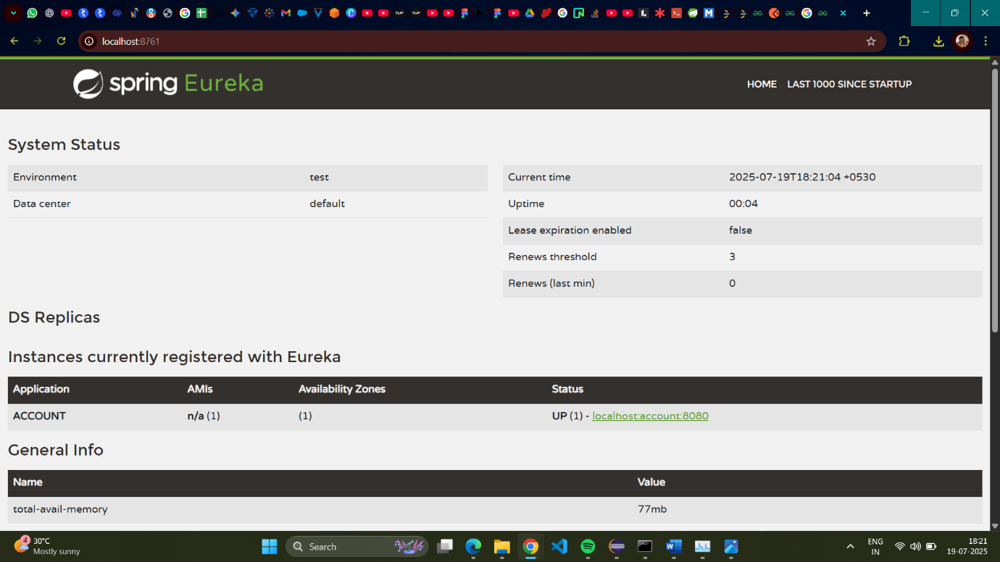 localhost:8761
spring Eureka
HOME LAST 1000 SINCE STARTUP
System Status
Environment test
Data center default
Current time 2025-07-19T18:21:04 +0530
Uptime 00:04
Lease expiration enabled false
Renews threshold 3
Renews (last min) 0
DS Replicas
Instances currently registered with Eureka
Application AMIs Availability Zones Status
ACCOUNT n/a (1) (1) UP (1) - localhost:account:8080
General Info
Name Value
total-avail-memory 77mb
4
30°C
Mostly sunny
Search
ENG
IN
18:21
19-07-2025